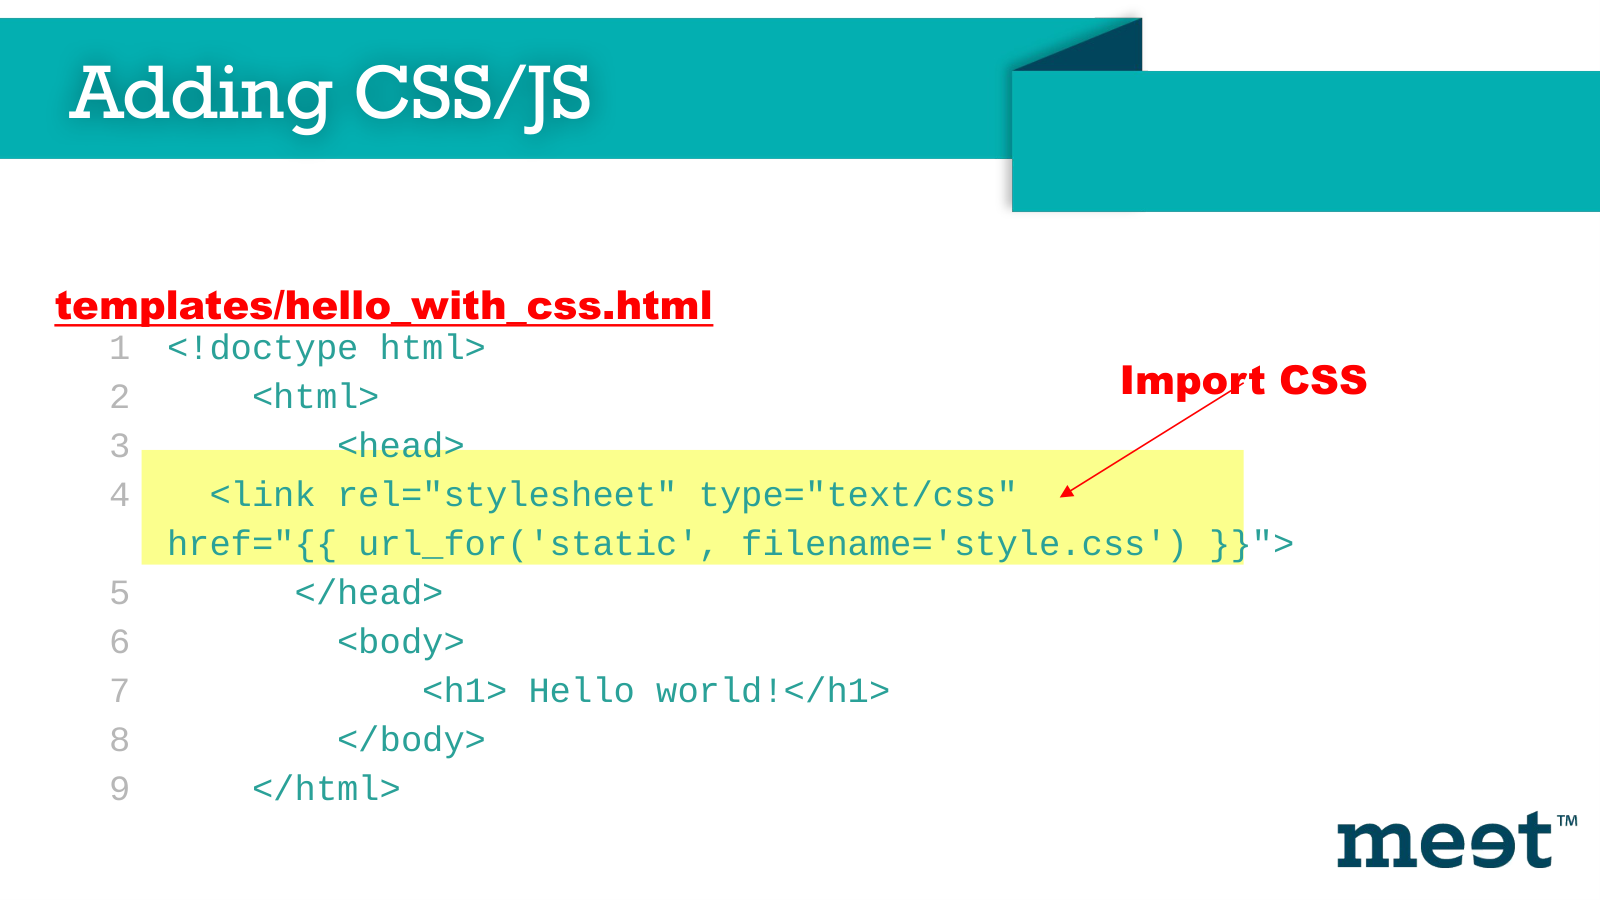 Adding CSS/JS
templates/hello_with_css.html
Import CSS
1 <!doctype html>
2 <html>
3 <head>
4 <link rel="stylesheet" type="text/css"
href="{{ url_for('static', filename='style.css') }}">
5 </head>
6 <body>
7 <h1> Hello world!</h1>
8 </body>
9 </html>
meet™